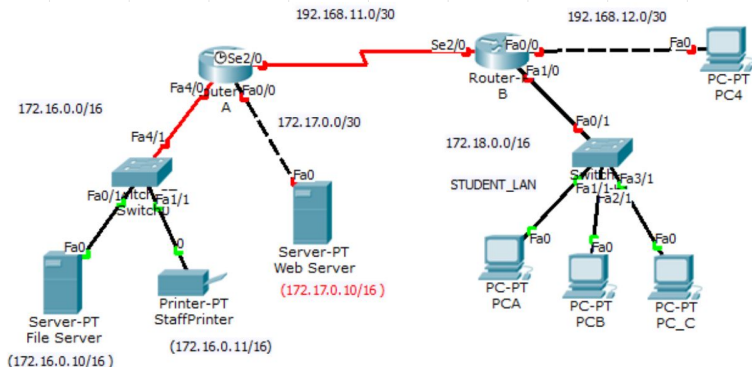 192.168.11.0/30
192.168.12.0/30
Se2/0
Se2/0
Fa0/0
Fa0
Router-
B
Fa1/0
PC-PT
PC4
Fa4/0
Fa0/0
A
172.16.0.0/16
172.17.0.0/30
Fa4/1
Fa0/1
172.18.0.0/16
Fa0/1
Fa1/1
Switch0
Fa0
Server-PT
Web Server
(172.17.0.10/16 )
STUDENT_LAN
Switch
Fa1/1
Fa2/1
Fa3/1
Fa0
Fa0
Fa0
PC-PT
PCA
PC-PT
PCB
PC-PT
PC_C
Fa0
0
Server-PT
File Server
(172.16.0.10/16 )
Printer-PT
StaffPrinter
(172.16.0.11/16)